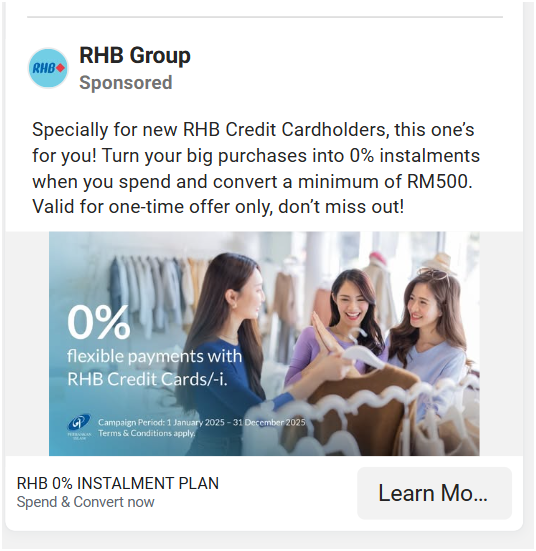 RHB Group
RHB
Sponsored
Specially for new RHB Credit Cardholders, this one's
for you! Turn your big purchases into 0% instalments
when you spend and convert a minimum of RM500.
Valid for one-time offer only, don't miss out!
0%
flexible payments with
RHB Credit Cards/-i.
Campaign Period: 1 January 2025 – 31 December 2025
Terms & Conditions apply.
RHB 0% INSTALMENT PLAN
Spend & Convert now
Learn Mo...